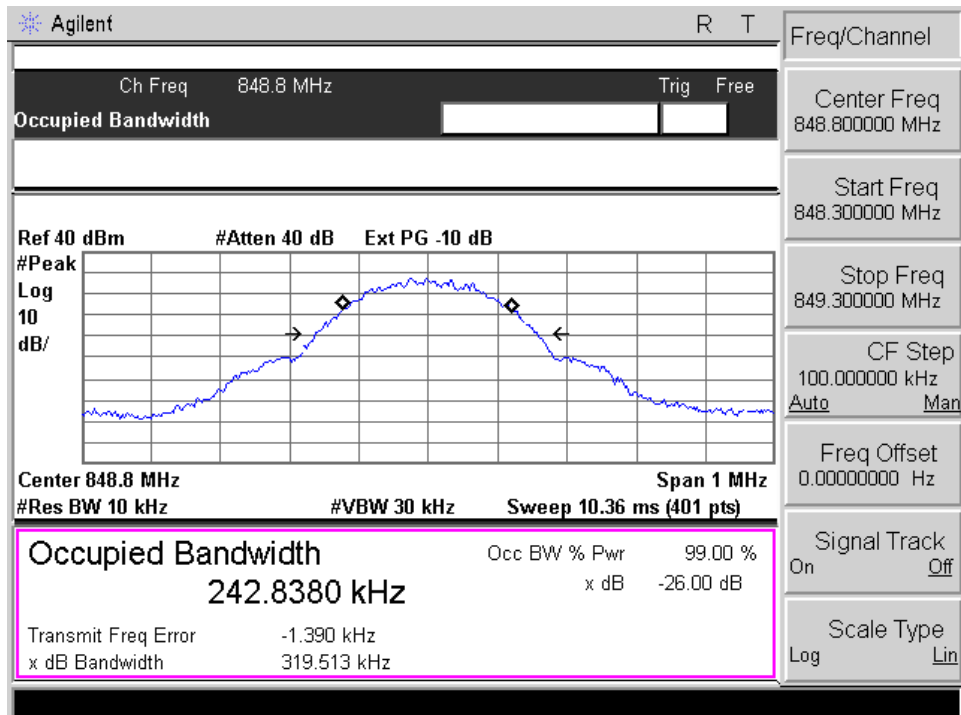 Agilent R T
Ch Freq 848.8 MHz Trig Free
Occupied Bandwidth
Ref 40 dBm #Atten 40 dB Ext PG -10 dB
#Peak
Log
10
dB/
Center 848.8 MHz Span 1 MHz
#Res BW 10 kHz #VBW 30 kHz Sweep 10.36 ms (401 pts)
Occupied Bandwidth
242.8380 kHz
Occ BW % Pwr 99.00 %
x dB -26.00 dB
Transmit Freq Error -1.390 kHz
x dB Bandwidth 319.513 kHz
Freq/Channel
Center Freq
848.800000 MHz
Start Freq
848.300000 MHz
Stop Freq
849.300000 MHz
CF Step
100.000000 kHz
Auto Man
Freq Offset
0.00000000 Hz
Signal Track
On Off
Scale Type
Log Lin